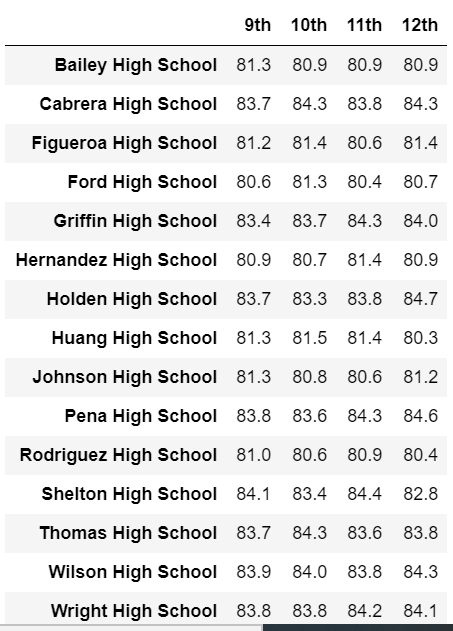 9th 10th 11th 12th
Bailey High School 81.3 80.9 80.9 80.9
Cabrera High School 83.7 84.3 83.8 84.3
Figueroa High School 81.2 81.4 80.6 81.4
Ford High School 80.6 81.3 80.4 80.7
Griffin High School 83.4 83.7 84.3 84.0
Hernandez High School 80.9 80.7 81.4 80.9
Holden High School 83.7 83.3 83.8 84.7
Huang High School 81.3 81.5 81.4 80.3
Johnson High School 81.3 80.8 80.6 81.2
Pena High School 83.8 83.6 84.3 84.6
Rodriguez High School 81.0 80.6 80.9 80.4
Shelton High School 84.1 83.4 84.4 82.8
Thomas High School 83.7 84.3 83.6 83.8
Wilson High School 83.9 84.0 83.8 84.3
Wright High School 83.8 83.8 84.2 84.1